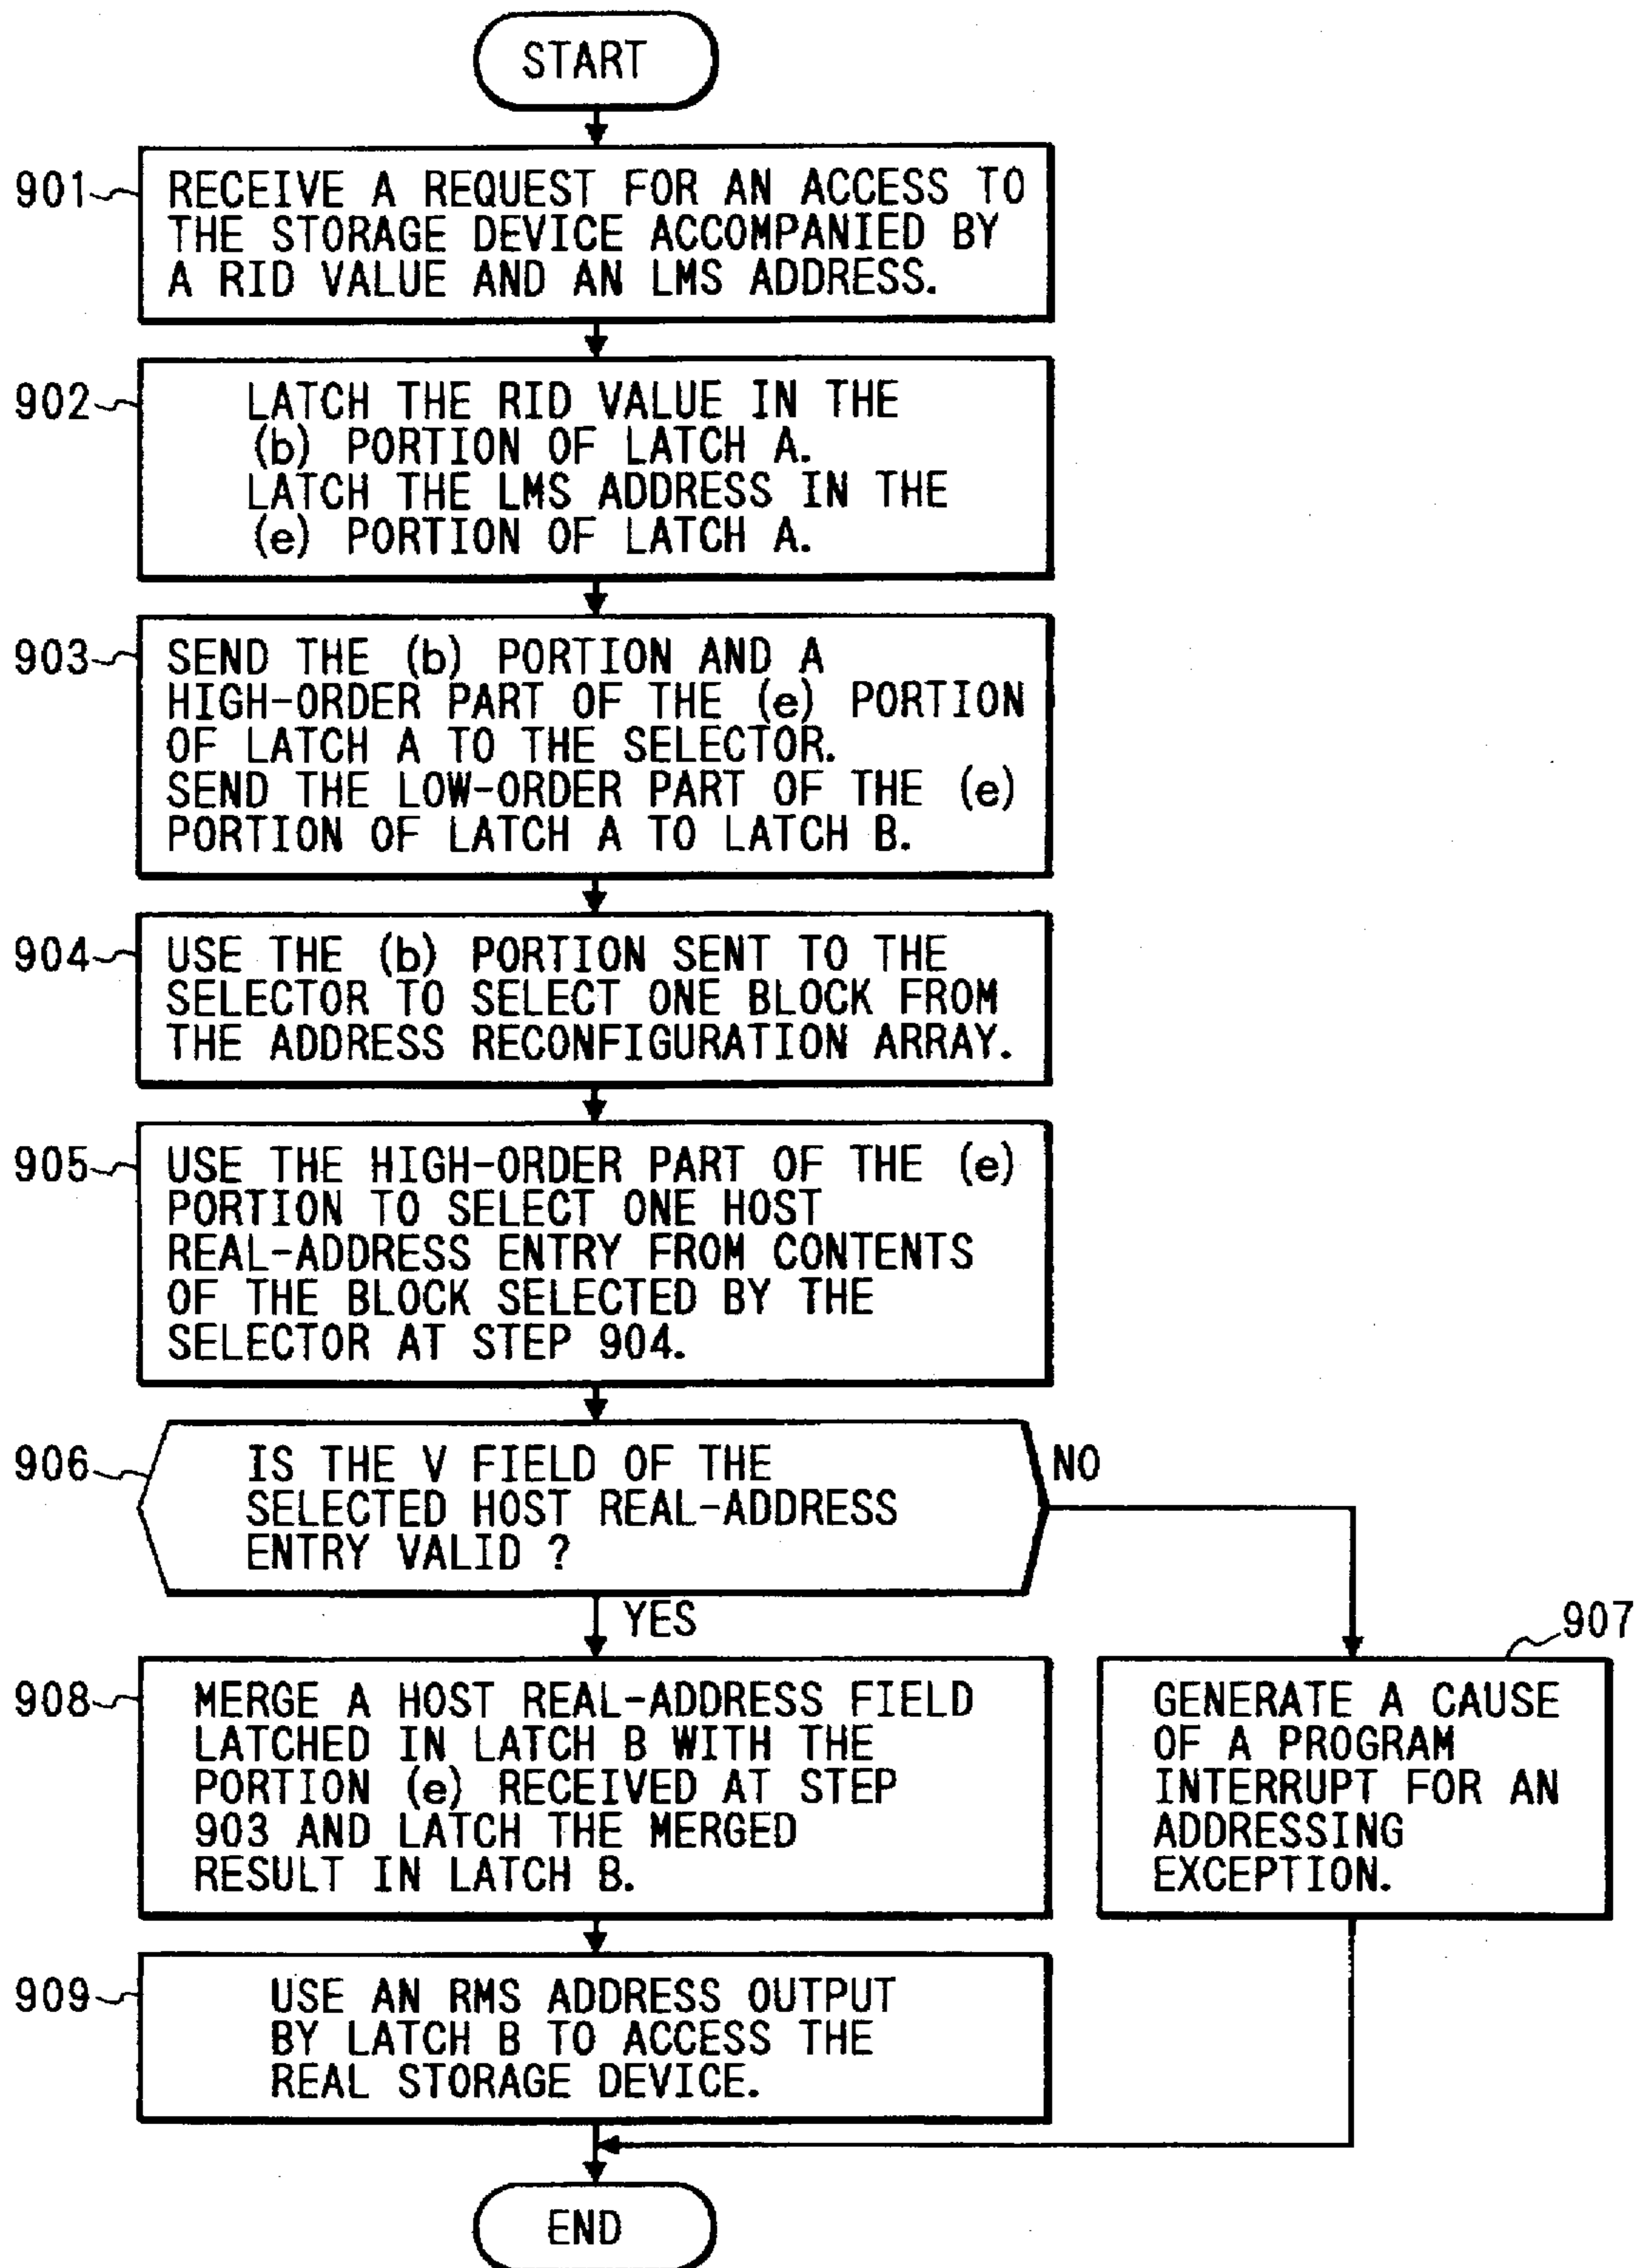 START
901
RECEIVE A REQUEST FOR AN ACCESS TO
THE STORAGE DEVICE ACCOMPANIED BY
A RID VALUE AND AN LMS ADDRESS.
902
LATCH THE RID VALUE IN THE
(b) PORTION OF LATCH A.
LATCH THE LMS ADDRESS IN THE
(e) PORTION OF LATCH A.
903
SEND THE (b) PORTION AND A
HIGH-ORDER PART OF THE (e) PORTION
OF LATCH A TO THE SELECTOR.
SEND THE LOW-ORDER PART OF THE (e)
PORTION OF LATCH A TO LATCH B.
904
USE THE (b) PORTION SENT TO THE
SELECTOR TO SELECT ONE BLOCK FROM
THE ADDRESS RECONFIGURATION ARRAY.
905
USE THE HIGH-ORDER PART OF THE (e)
PORTION TO SELECT ONE HOST
REAL-ADDRESS ENTRY FROM CONTENTS
OF THE BLOCK SELECTED BY THE
SELECTOR AT STEP 904.
906
IS THE V FIELD OF THE
SELECTED HOST REAL-ADDRESS
ENTRY VALID ?
NO
YES
907
GENERATE A CAUSE
OF A PROGRAM
INTERRUPT FOR AN
ADDRESSING
EXCEPTION.
908
MERGE A HOST REAL-ADDRESS FIELD
LATCHED IN LATCH B WITH THE
PORTION (e) RECEIVED AT STEP
903 AND LATCH THE MERGED
RESULT IN LATCH B.
909
USE AN RMS ADDRESS OUTPUT
BY LATCH B TO ACCESS THE
REAL STORAGE DEVICE.
END